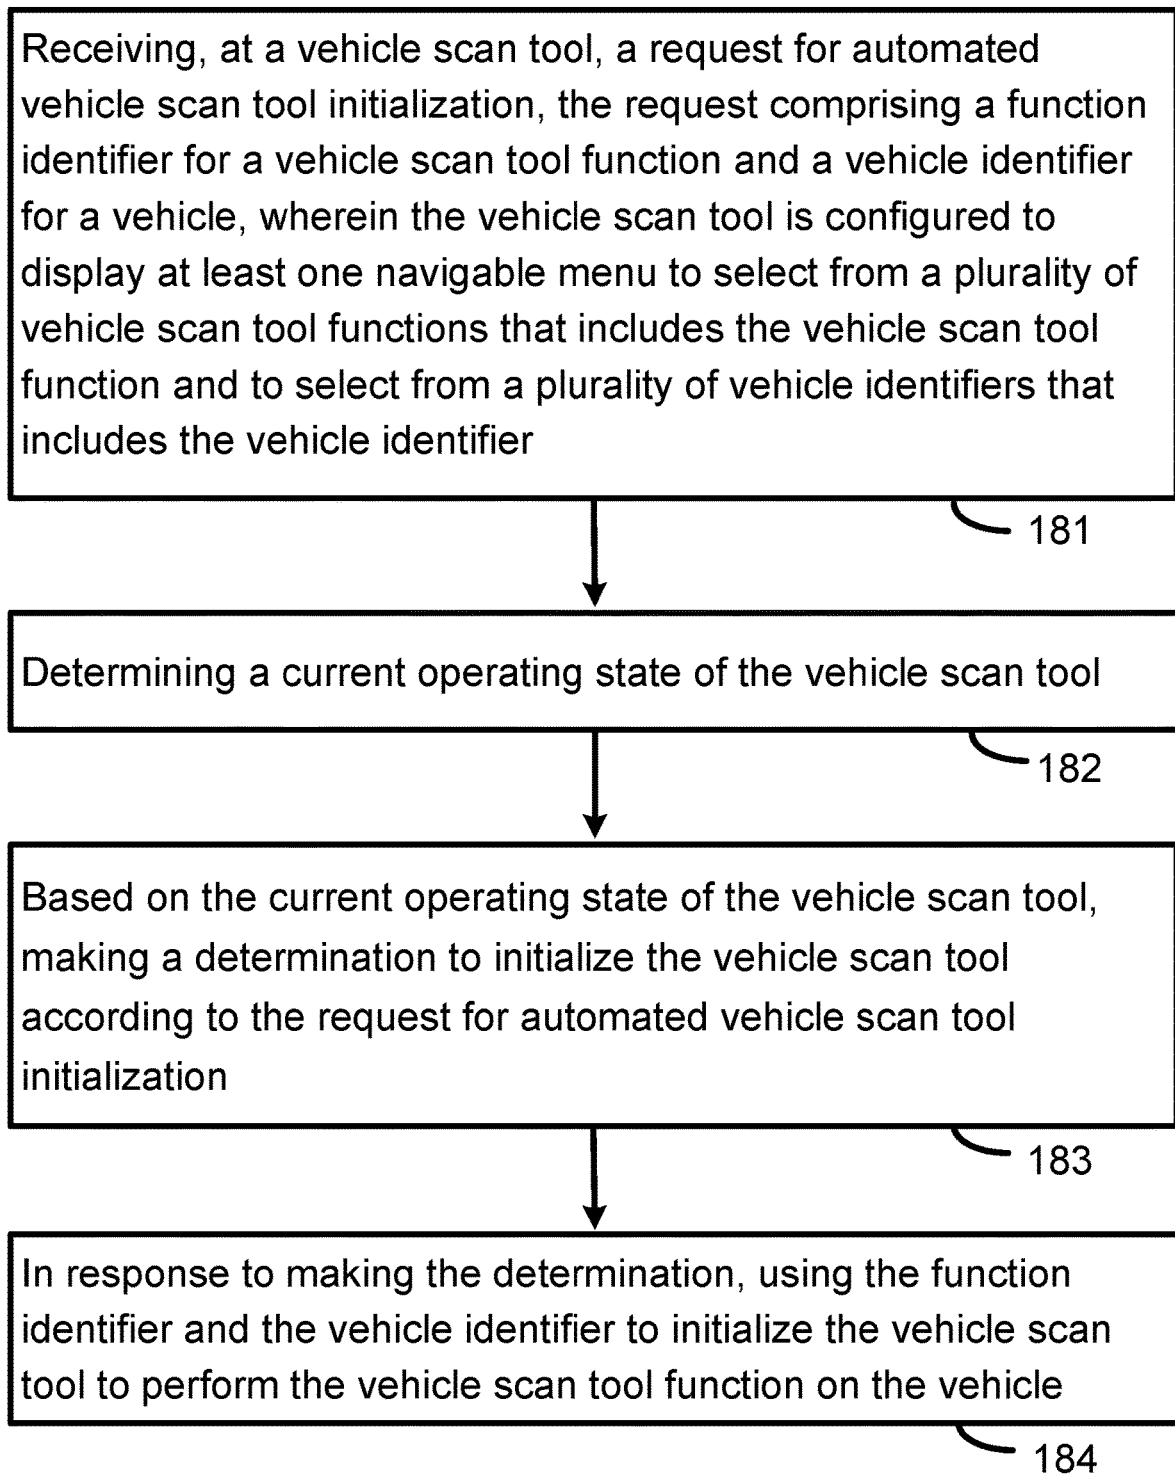 Receiving, at a vehicle scan tool, a request for automated
vehicle scan tool initialization, the request comprising a function
identifier for a vehicle scan tool function and a vehicle identifier
for a vehicle, wherein the vehicle scan tool is configured to
display at least one navigable menu to select from a plurality of
vehicle scan tool functions that includes the vehicle scan tool
function and to select from a plurality of vehicle identifiers that
includes the vehicle identifier
181
Determining a current operating state of the vehicle scan tool
182
Based on the current operating state of the vehicle scan tool,
making a determination to initialize the vehicle scan tool
according to the request for automated vehicle scan tool
initialization
183
In response to making the determination, using the function
identifier and the vehicle identifier to initialize the vehicle scan
tool to perform the vehicle scan tool function on the vehicle
184